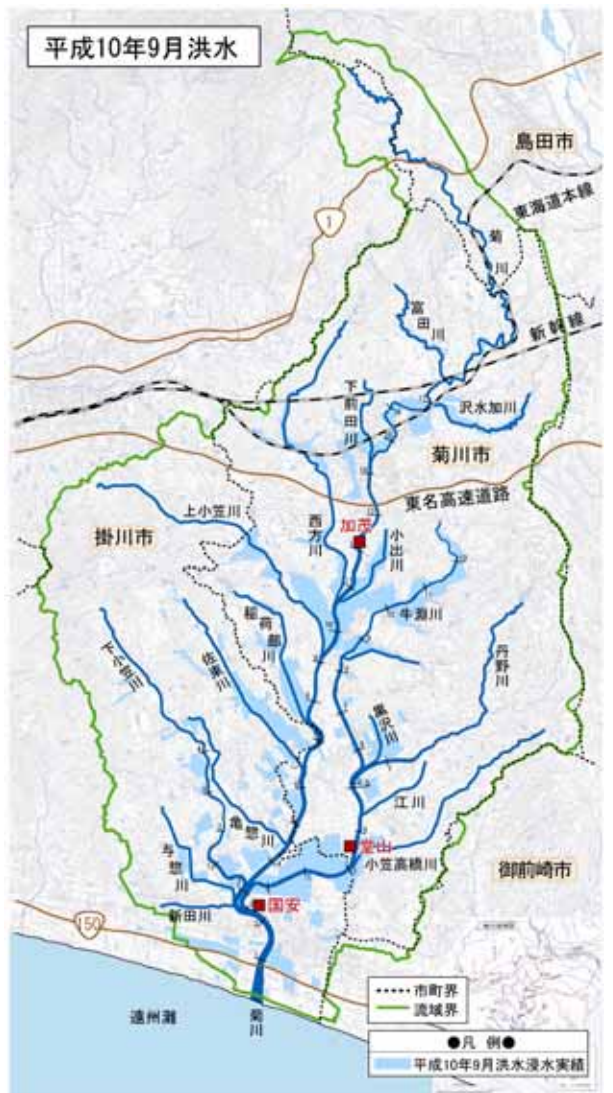 平成10年9月洪水
島田市
東海道本線
1
菊川
富田川
新幹線
下前田川
沢水加川
菊川市
東名高速道路
上小笠川
掛川市
西方川
加茂
小出川
稲荷部川
牛淵川
下小笠川
佐束川
丹野川
黒沢川
亀惣川
江川
与惣川
堂山
小笠高橋川
御前崎市
国安
新田川
150
菊川
遠州灘
市町界
流域界
●凡 例●
平成10年9月洪水浸水実績